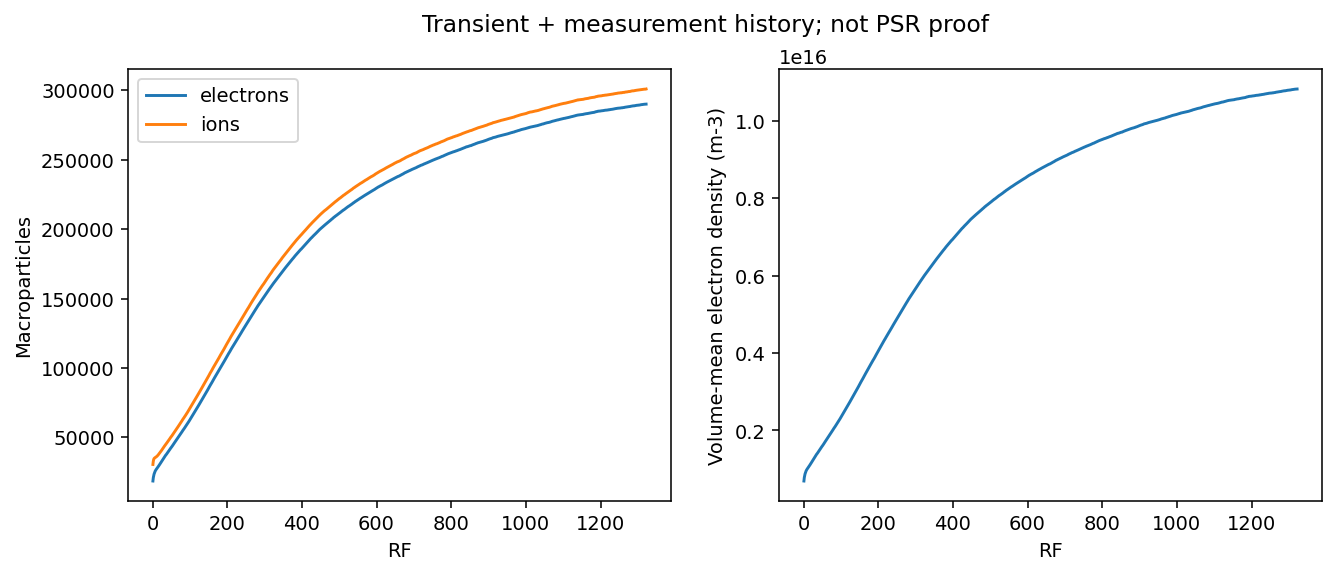 Transient + measurement history; not PSR proof
electrons
ions
Macroparticles
300000
250000
200000
150000
100000
50000
0 200 400 600 800 1000 1200
RF
1e16
Volume-mean electron density (m-3)
1.0
0.8
0.6
0.4
0.2
0 200 400 600 800 1000 1200
RF